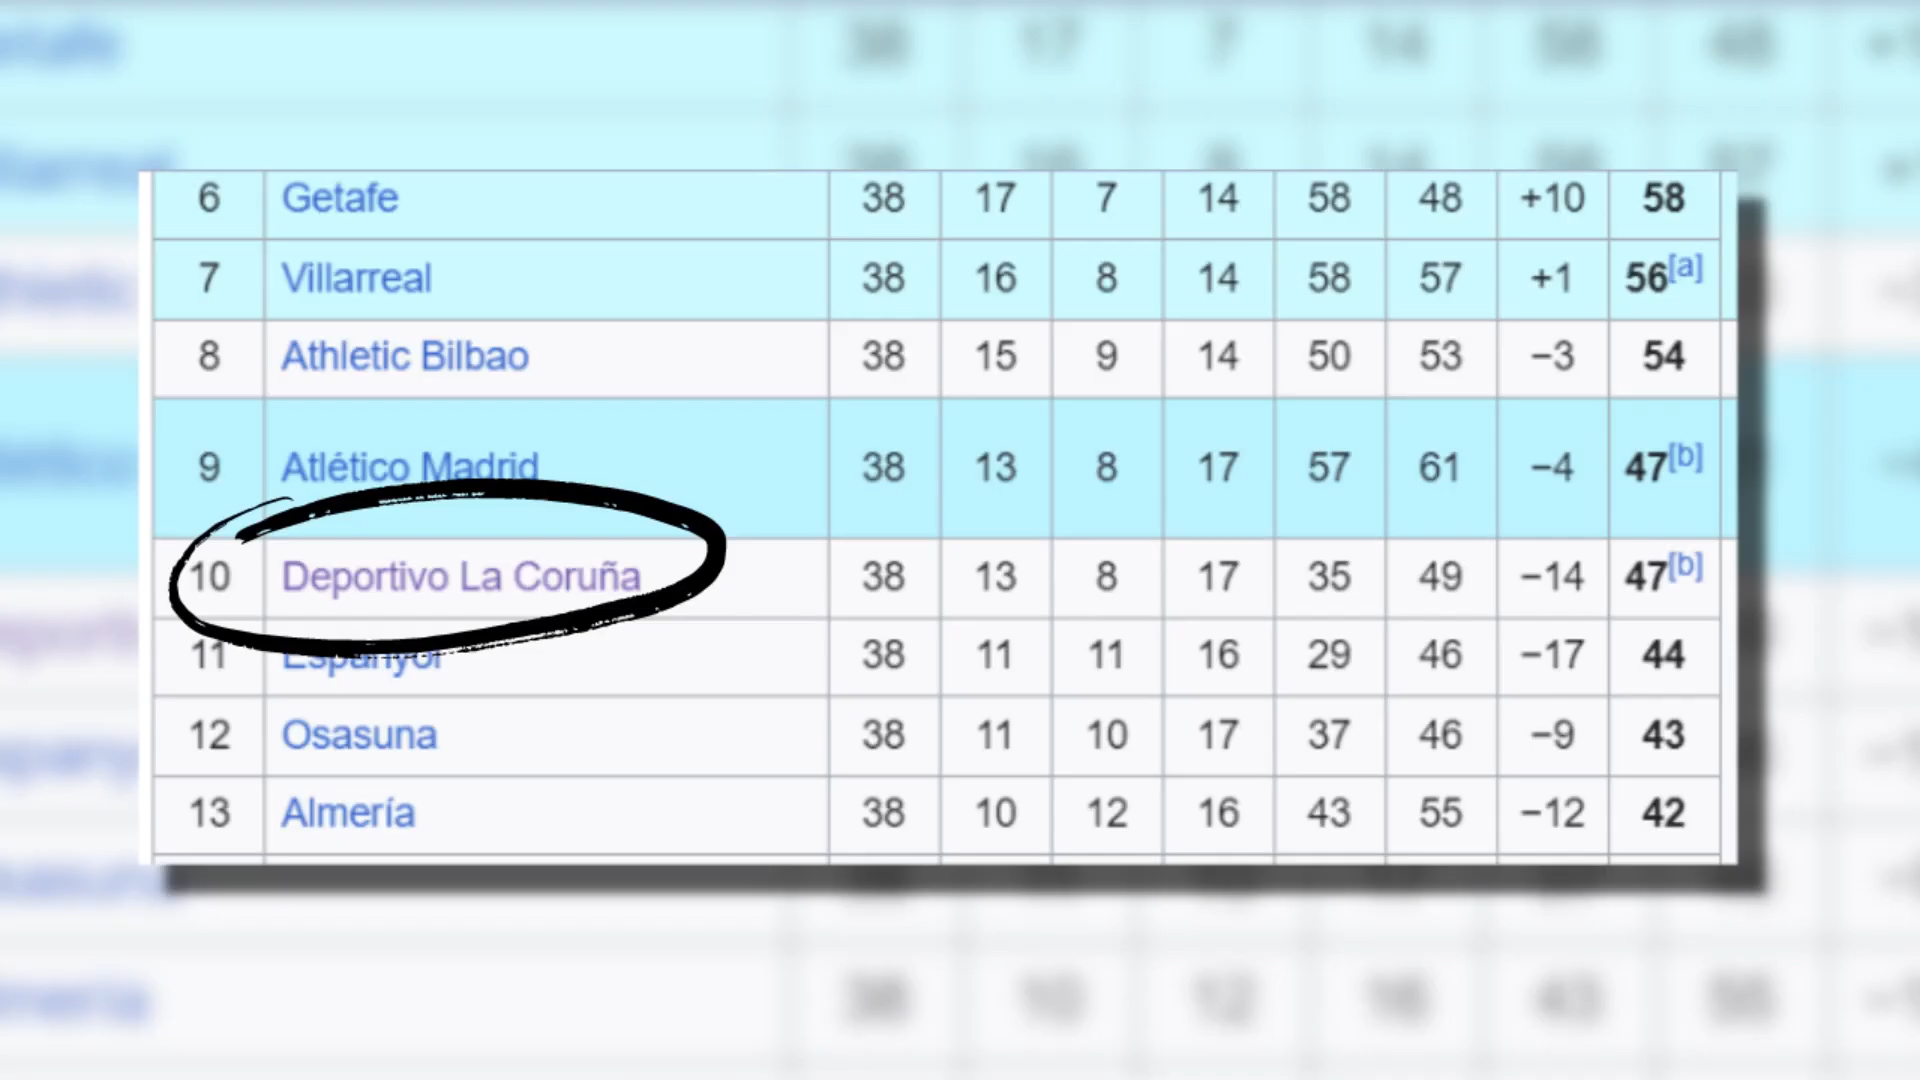 6 Getafe 38 17 7 14 58 48 +10 58
7 Villarreal 38 16 8 14 58 57 +1 56[a]
8 Athletic Bilbao 38 15 9 14 50 53 −3 54
9 Atlético Madrid 38 13 8 17 57 61 −4 47[b]
10 Deportivo La Coruña 38 13 8 17 35 49 −14 47[b]
11 Espanyol 38 11 11 16 29 46 −17 44
12 Osasuna 38 11 10 17 37 46 −9 43
13 Almería 38 10 12 16 43 55 −12 42